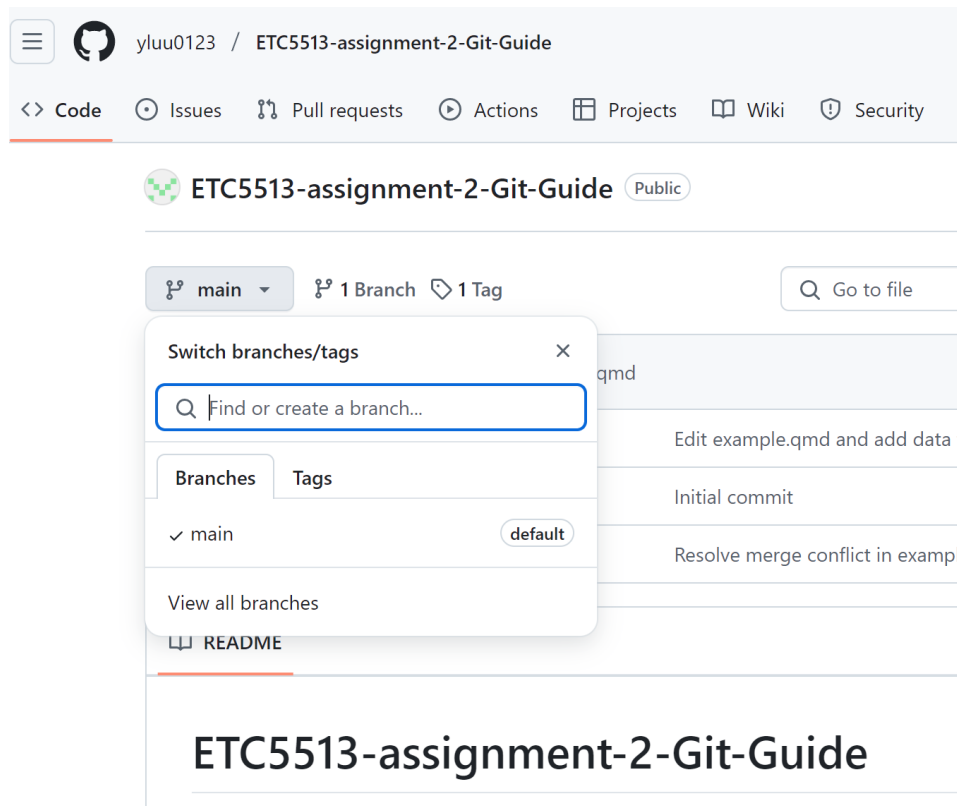 yluu0123 / ETC5513-assignment-2-Git-Guide
Code Issues Pull requests Actions Projects Wiki Security
ETC5513-assignment-2-Git-Guide Public
main 1 Branch 1 Tag Go to file
Switch branches/tags
qmd
Find or create a branch...
Edit example.qmd and add data
Branches Tags
Initial commit
main default
Resolve merge conflict in examp
View all branches
README
ETC5513-assignment-2-Git-Guide